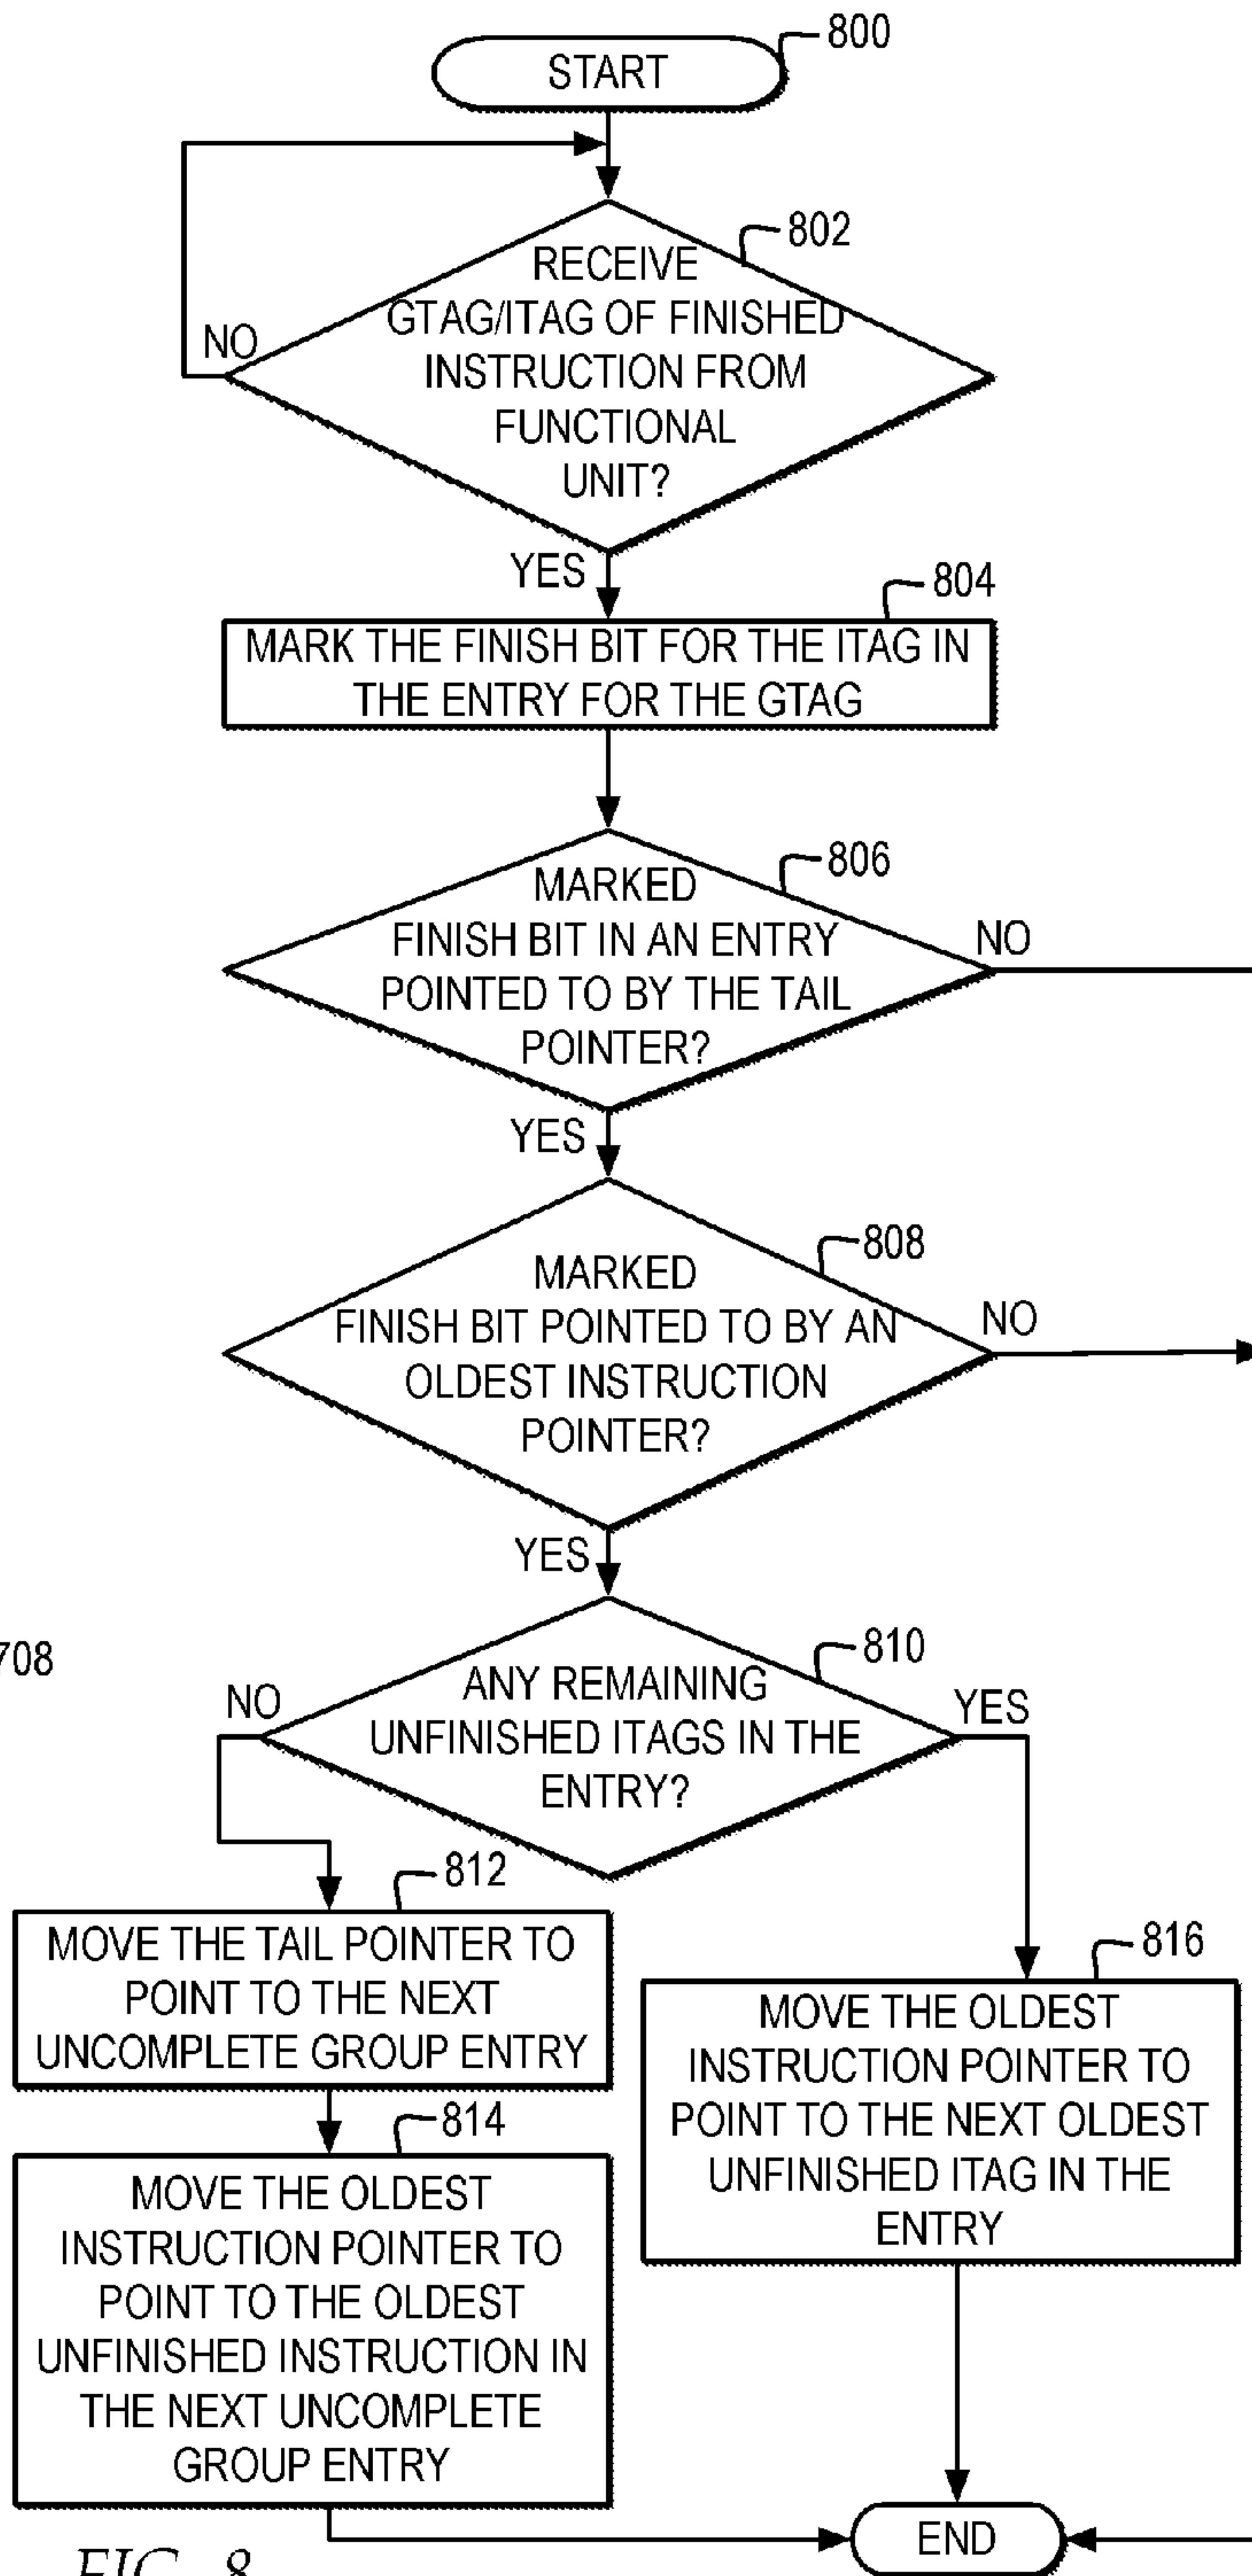 800
START
802
RECEIVE
GTAG/ITAG OF FINISHED
INSTRUCTION FROM
FUNCTIONAL
UNIT?
NO
YES
804
MARK THE FINISH BIT FOR THE ITAG IN
THE ENTRY FOR THE GTAG
806
MARKED
FINISH BIT IN AN ENTRY
POINTED TO BY THE TAIL
POINTER?
NO
YES
808
MARKED
FINISH BIT POINTED TO BY AN
OLDEST INSTRUCTION
POINTER?
NO
YES
708
810
ANY REMAINING
UNFINISHED ITAGS IN THE
ENTRY?
NO
YES
812
MOVE THE TAIL POINTER TO
POINT TO THE NEXT
UNCOMPLETE GROUP ENTRY
814
MOVE THE OLDEST
INSTRUCTION POINTER TO
POINT TO THE OLDEST
UNFINISHED INSTRUCTION IN
THE NEXT UNCOMPLETE
GROUP ENTRY
816
MOVE THE OLDEST
INSTRUCTION POINTER TO
POINT TO THE NEXT OLDEST
UNFINISHED ITAG IN THE
ENTRY
END
FIG. 8